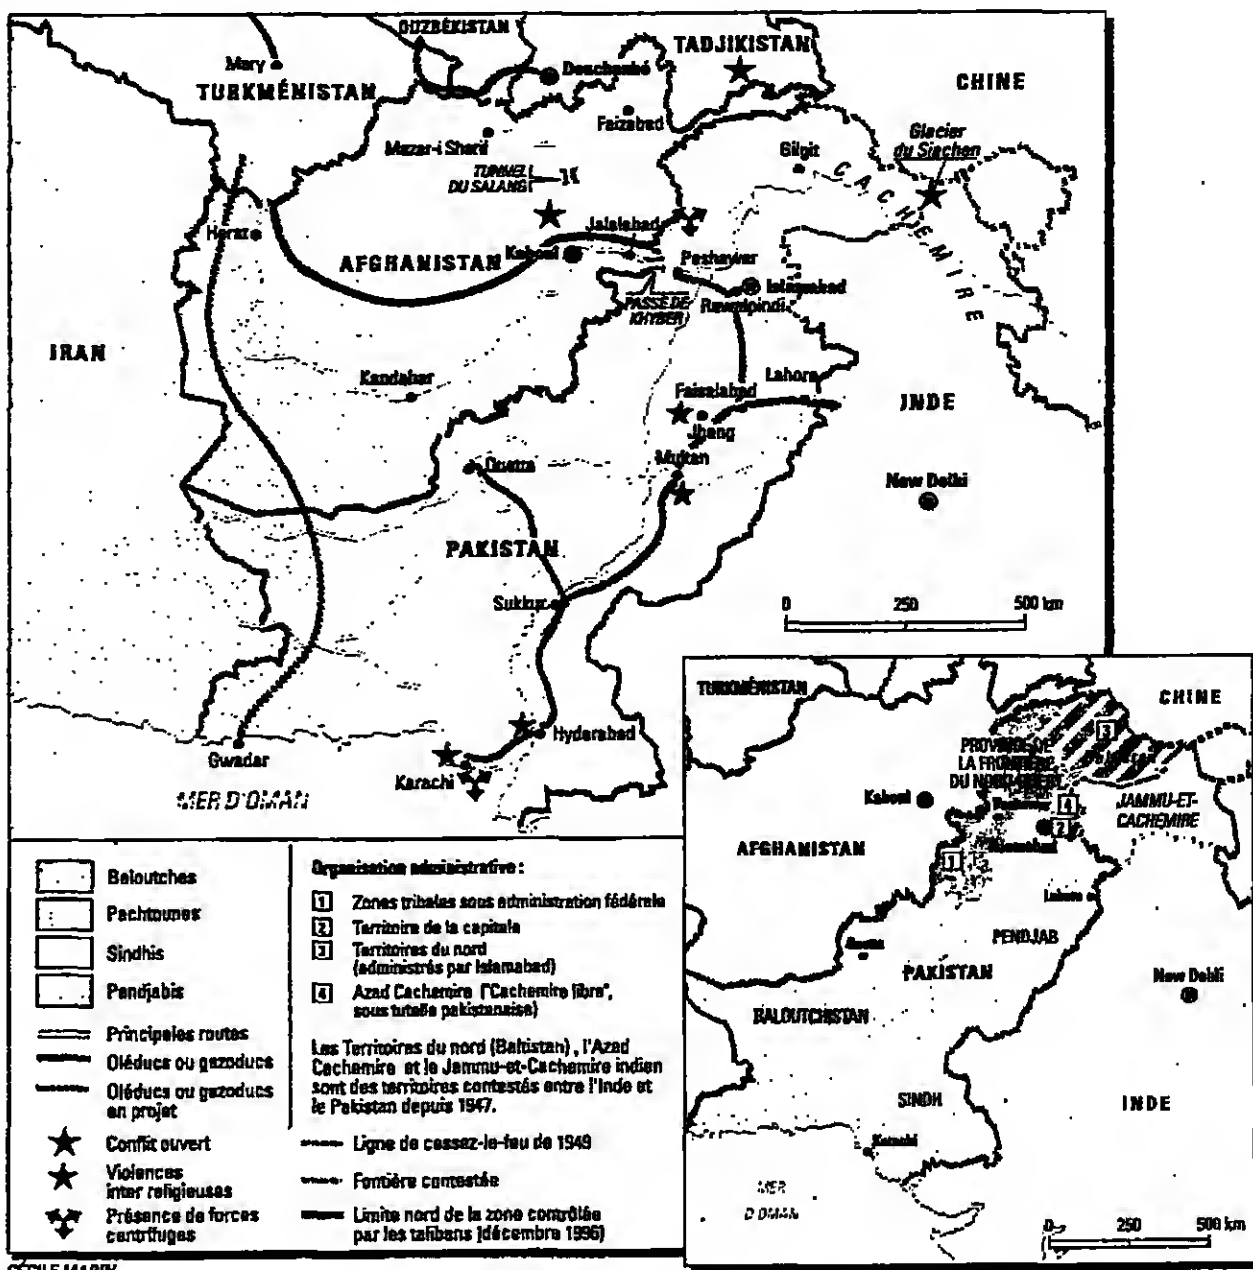 OUZBÉKISTAN
TADJIKISTAN
Mary
Douchanbé
CHINE
TURKMÉNISTAN
Faizabad
Mazar-i Sharif
Glacier
du Siachen
Gilgit
TUNNEL
DU SALANG
CACHEMIRE
Jalalabad
Herat
Kaboul
AFGHANISTAN
Peshawar
Islamabad
Rawalpindi
PASSE DE
KHYBER
IRAN
Kandahar
Lahore
Faisalabad
INDE
Jhang
Multan
Quetta
New Delhi
PAKISTAN
Sukkur
0 250 500 km
Hyderabad
Gwadar
Karachi
MER D'OMAN
TURKMÉNISTAN
CHINE
3
PROVINCE DE
LA FRONTIÈRE
DU NORD-OUEST
Kaboul
Peshawar
4
JAMMU-ET-
CACHEMIRE
2
Islamabad
AFGHANISTAN
1
Lahore
PENDJAB
Quetta
PAKISTAN
New Delhi
BALOUTCHISTAN
SINDH
INDE
Karachi
MER
D'OMAN
0 250 500 km
Baloutches
Pachtounes
Sindhis
Pendjabis
Principales routes
Oléducs ou gazoducs
Oléducs ou gazoducs
en projet
Conflit ouvert
Violences
inter religieuses
Présence de forces
centrifuges
Organisation administrative :
1 Zones tribales sous administration fédérale
2 Territoire de la capitale
3 Territoires du nord
(administrés par Islamabad)
4 Azad Cachemire ("Cachemire libre",
sous tutelle pakistanaise)
Les Territoires du nord (Baltistan), l'Azad
Cachemire et le Jammu-et-Cachemire indien
sont des territoires contestés entre l'Inde et
le Pakistan depuis 1947.
Ligne de cessez-le-feu de 1949
Fontière contestée
Limite nord de la zone contrôlée
par les talibans (décembre 1996)